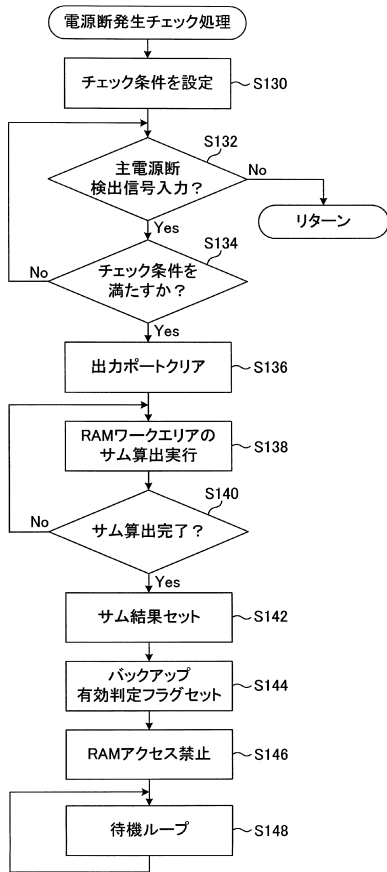 電源断発生チェック処理
チェック条件を設定
S130
S132
主電源断
検出信号入力？
No
リターン
Yes
S134
チェック条件を
満たすか？
No
Yes
出力ポートクリア
S136
RAMワークエリアの
サム算出実行
S138
S140
サム算出完了？
No
Yes
サム結果セット
S142
バックアップ
有効判定フラグセット
S144
RAMアクセス禁止
S146
待機ループ
S148